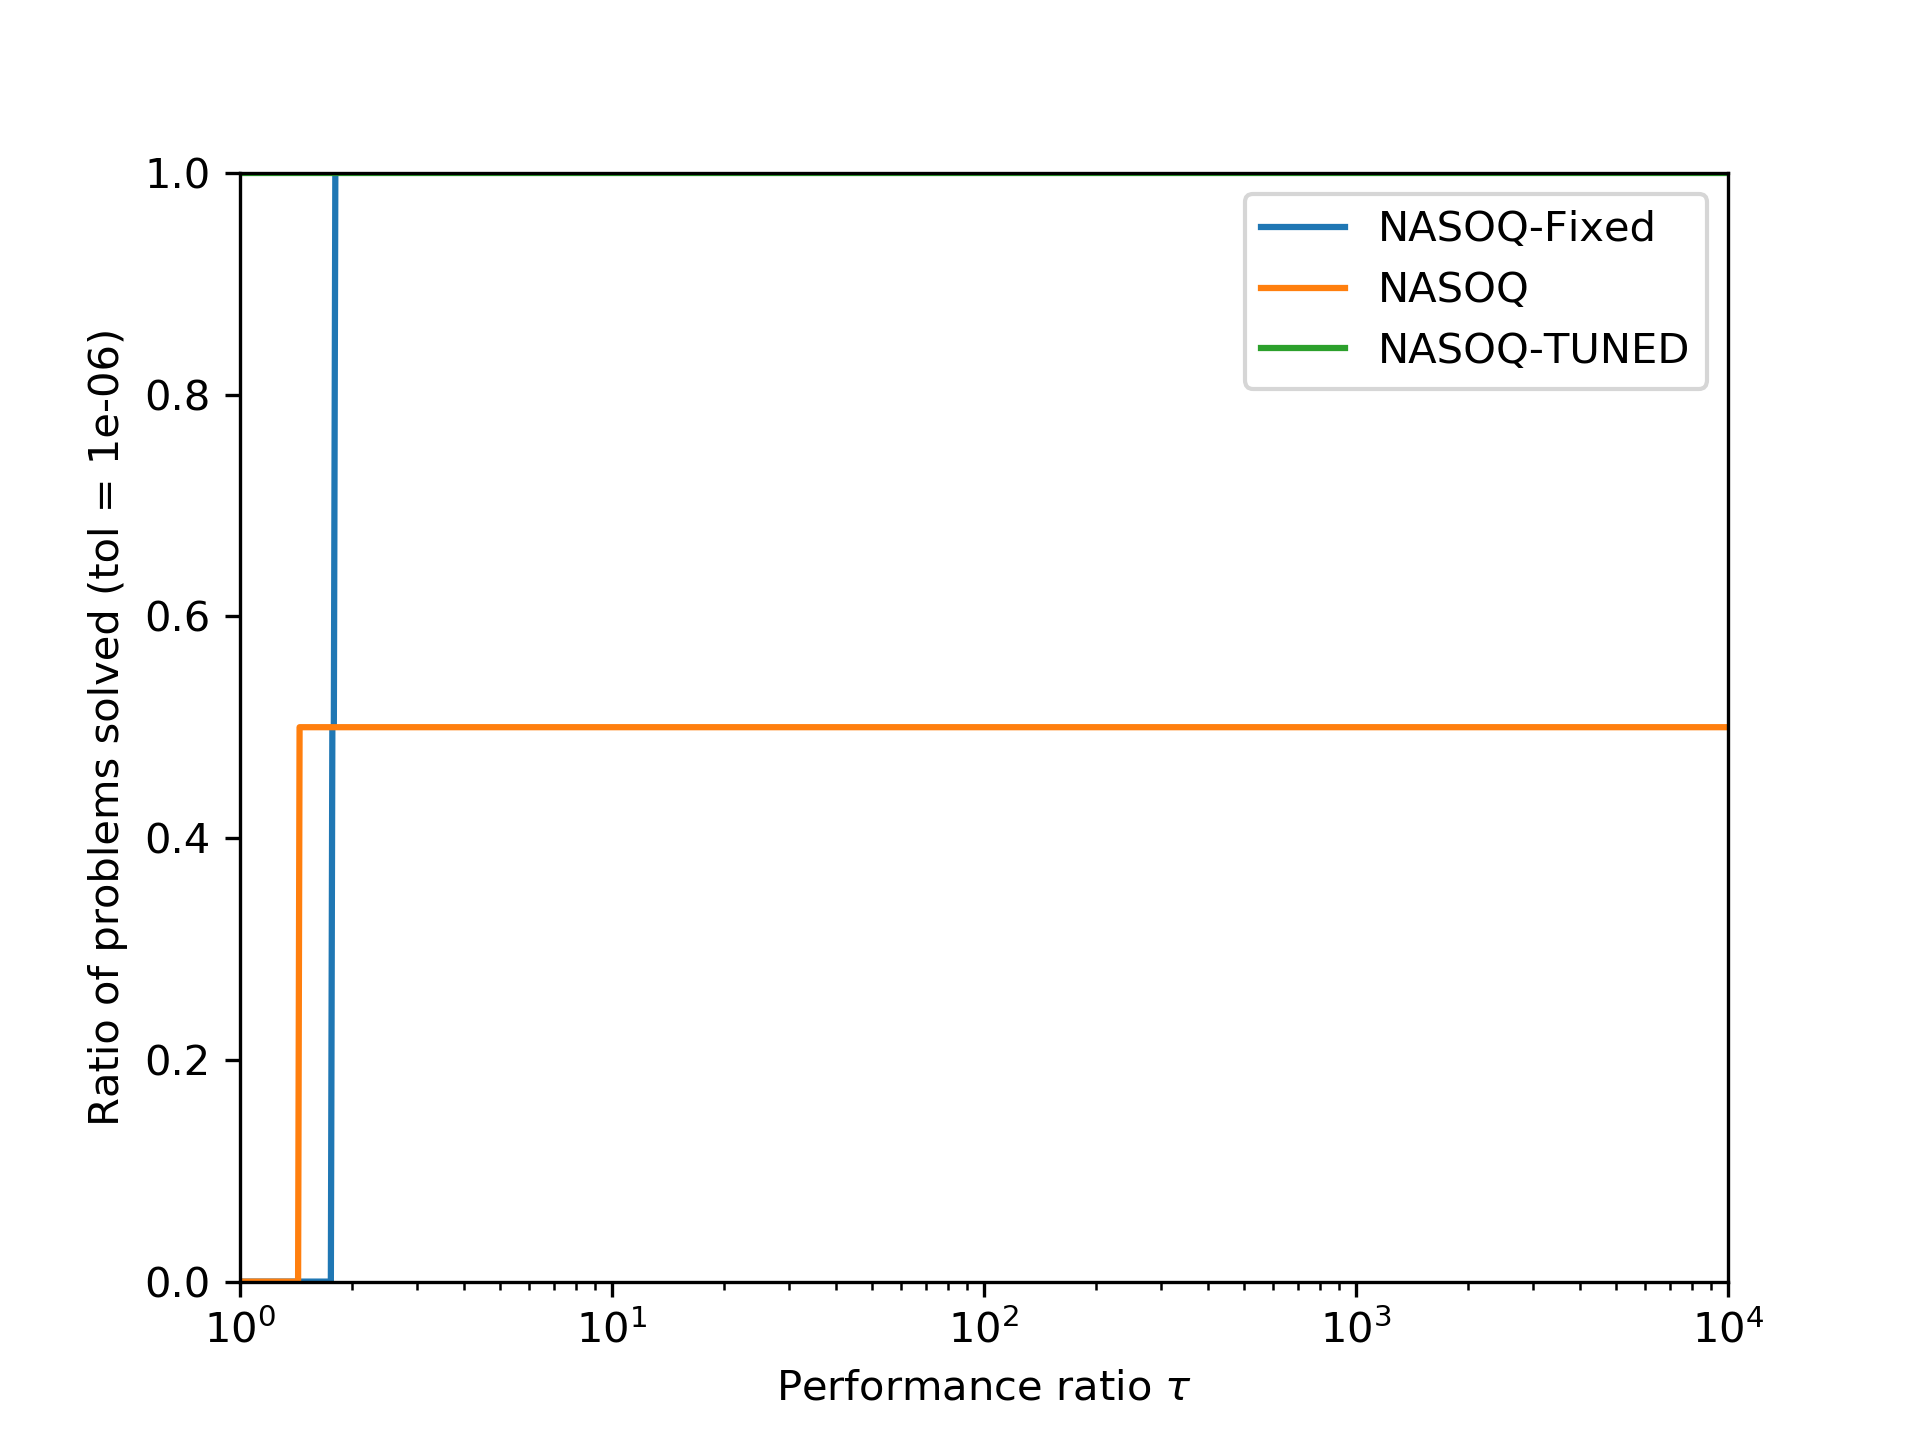 1.0
0.8
0.6
0.4
0.2
0.0
Ratio of problems solved (tol = 1e-06)
NASOQ-Fixed
NASOQ
NASOQ-TUNED
10⁰ 10¹ 10² 10³ 10⁴
Performance ratio τ